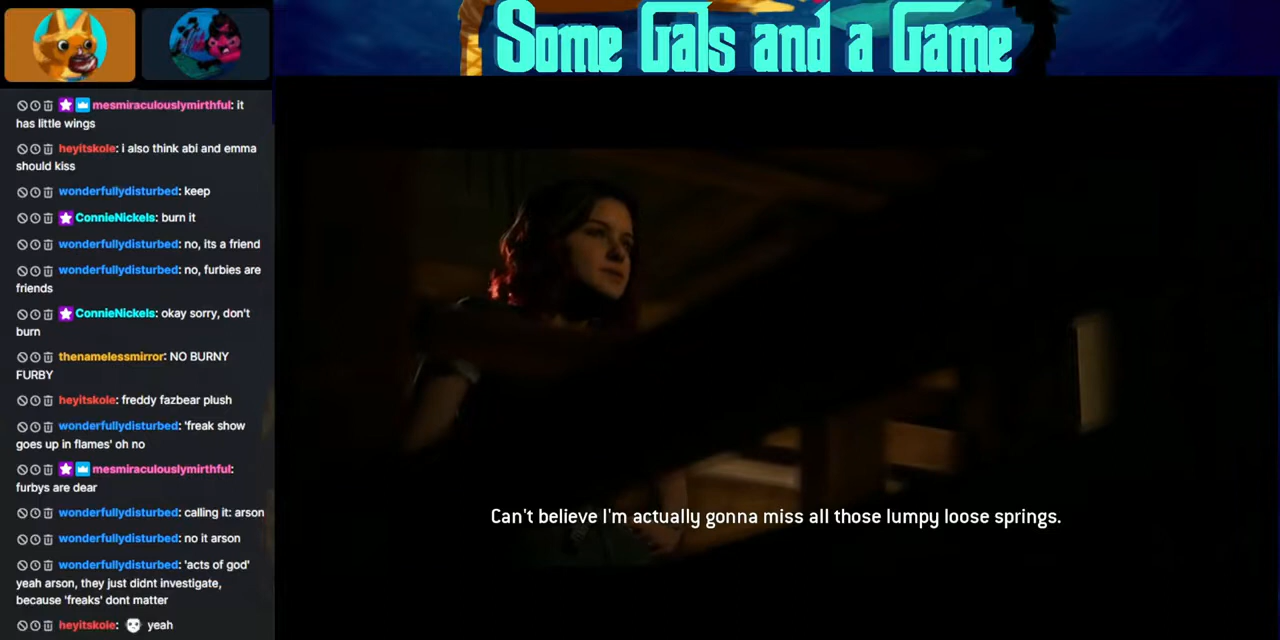 Some Gals and a Game
mesmiraculouslymirthful: it
has little wings
heyitskole: i also think abi and emma
should kiss
wonderfullydisturbed: keep
ConnieNickels: burn it
wonderfullydisturbed: no, its a friend
wonderfullydisturbed: no, furbies are
friends
ConnieNickels: okay sorry, don't
burn
thenamelessmirror: NO BURNY
FURBY
heyitskole: freddy fazbear plush
wonderfullydisturbed: 'freak show
goes up in flames' oh no
mesmiraculouslymirthful:
furbys are dear
wonderfullydisturbed: calling it: arson
wonderfullydisturbed: no it arson
wonderfullydisturbed: 'acts of god'
yeah arson, they just didnt investigate,
because 'freaks' dont matter
heyitskole: yeah
Can't believe I'm actually gonna miss all those lumpy loose springs.